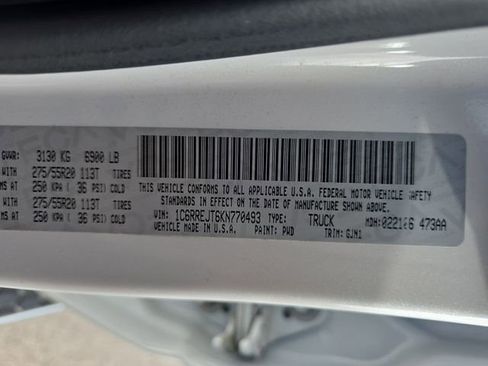 GVWR: 3130 KG 6900 LB
WITH 275/55R20 113T TIRES
MS AT 250 KPA ( 36 PSI) COLD
WITH 275/55R20 113T TIRES
MS AT 250 KPA ( 36 PSI) COLD
THIS VEHICLE CONFORMS TO ALL APPLICABLE U.S.A. FEDERAL MOTOR VEHICLE SAFETY
STANDARDS IN EFFECT ON THE DATE OF MANUFACTURE SHOWN ABOVE.
VIN: 1C6RREJT6KN770493 TYPE: TRUCK MDH: 473AA
VEHICLE MADE IN U.S.A. PAINT: PWD TRIM: GJN1